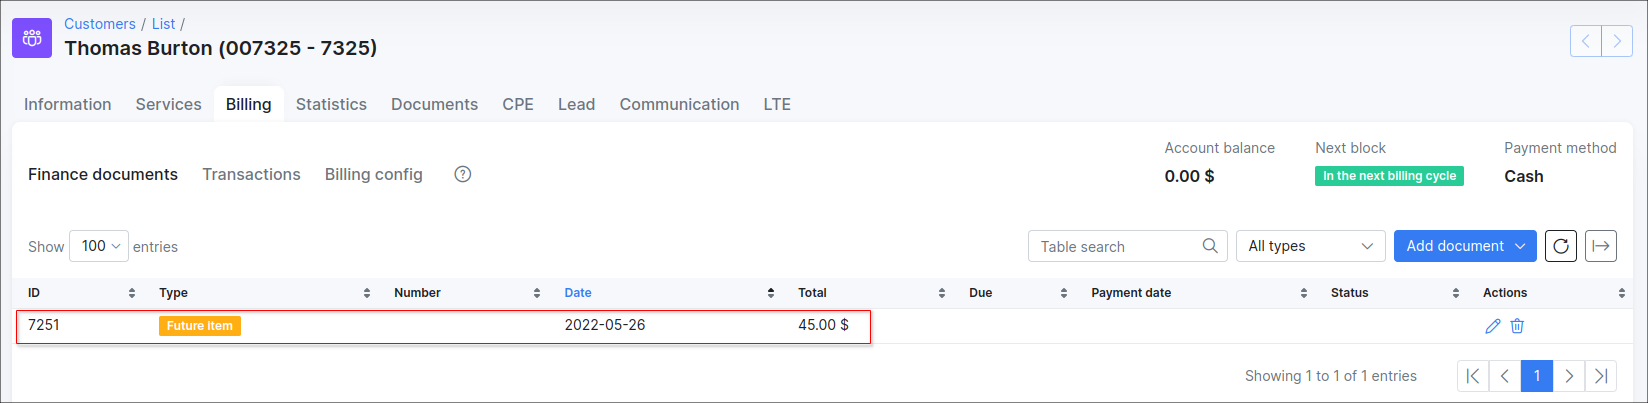 Customers / List /
Thomas Burton (007325 - 7325)
Information Services Billing Statistics Documents CPE Lead Communication LTE
Account balance Next block Payment method
Finance documents Transactions Billing config ?
0.00 $ In the next billing cycle Cash
Show 100 entries Table search All types Add document
ID Type Number Date Total Due Payment date Status Actions
7251 Future item 2022-05-26 45.00 $
Showing 1 to 1 of 1 entries 1